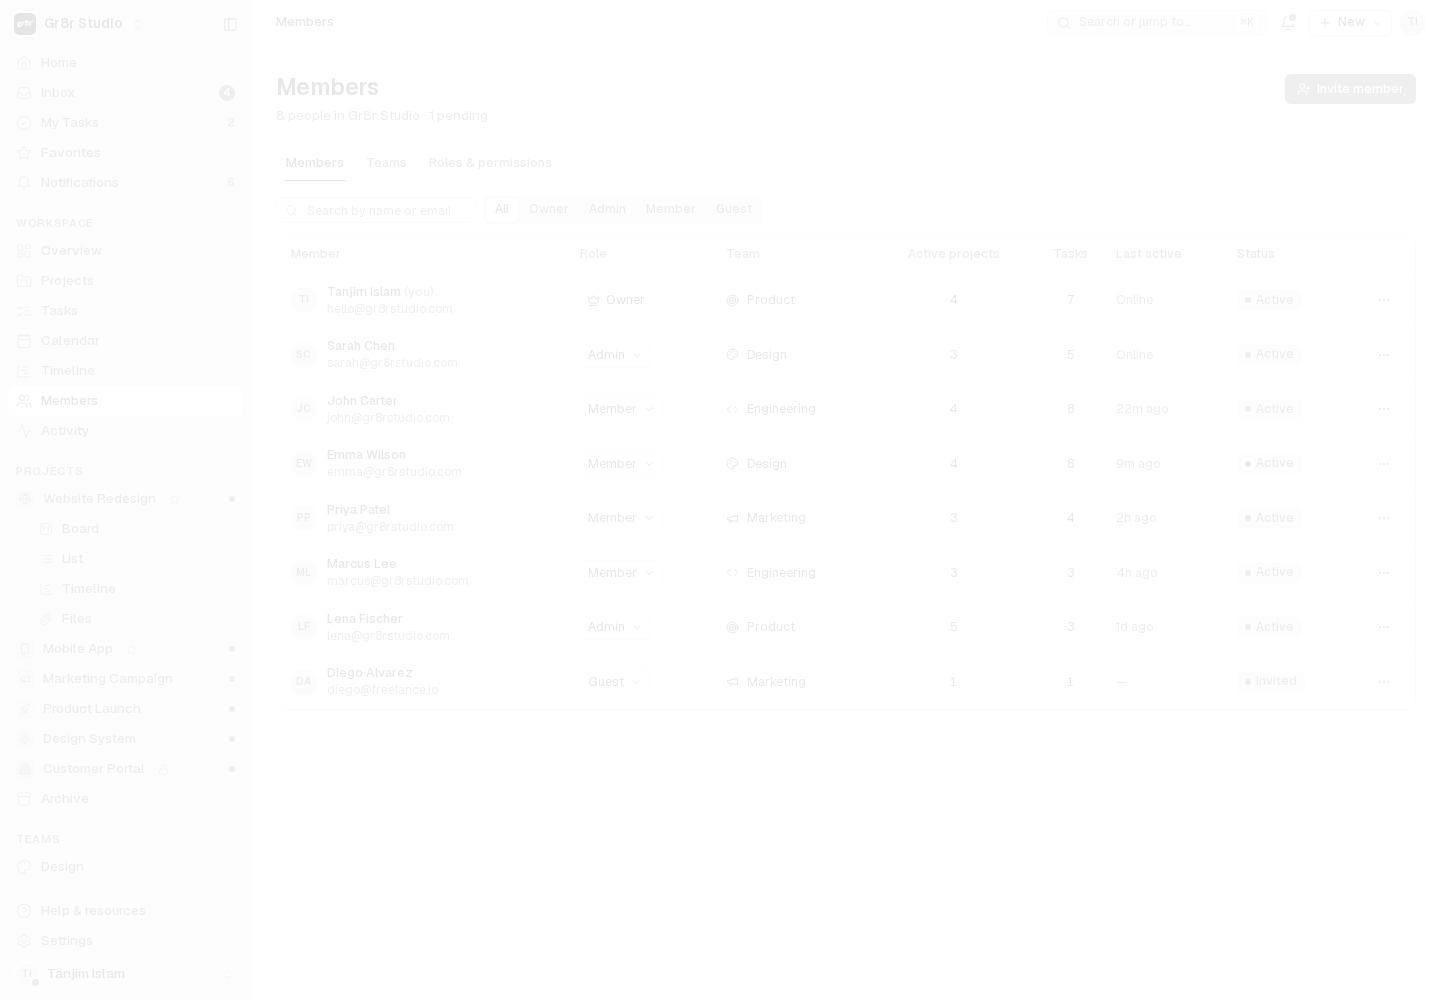 Gr8r Studio
Home
Inbox 4
My Tasks 2
Favorites
Notifications 6
WORKSPACE
Overview
Projects
Tasks
Calendar
Timeline
Members
Activity
PROJECTS
Website Redesign
Board
List
Timeline
Files
Mobile App
Marketing Campaign
Product Launch
Design System
Customer Portal
Archive
TEAMS
Design
Help & resources
Settings
TI Tanjim Islam
Members
Search or jump to... ⌘K
New
TI
Members
Invite member
8 people in Gr8r Studio · 1 pending
Members Teams Roles & permissions
Search by name or email All Owner Admin Member Guest
Member Role Team Active projects Tasks Last active Status
TI Tanjim Islam (you) Owner Product 4 7 Online Active
hello@gr8rstudio.com
SC Sarah Chen Admin Design 3 5 Online Active
sarah@gr8rstudio.com
JC John Carter Member Engineering 4 8 22m ago Active
john@gr8rstudio.com
EW Emma Wilson Member Design 4 8 9m ago Active
emma@gr8rstudio.com
PP Priya Patel Member Marketing 3 4 2h ago Active
priya@gr8rstudio.com
ML Marcus Lee Member Engineering 3 3 4h ago Active
marcus@gr8rstudio.com
LF Lena Fischer Admin Product 5 3 1d ago Active
lena@gr8rstudio.com
DA Diego Alvarez Guest Marketing 1 1 — Invited
diego@freelance.io